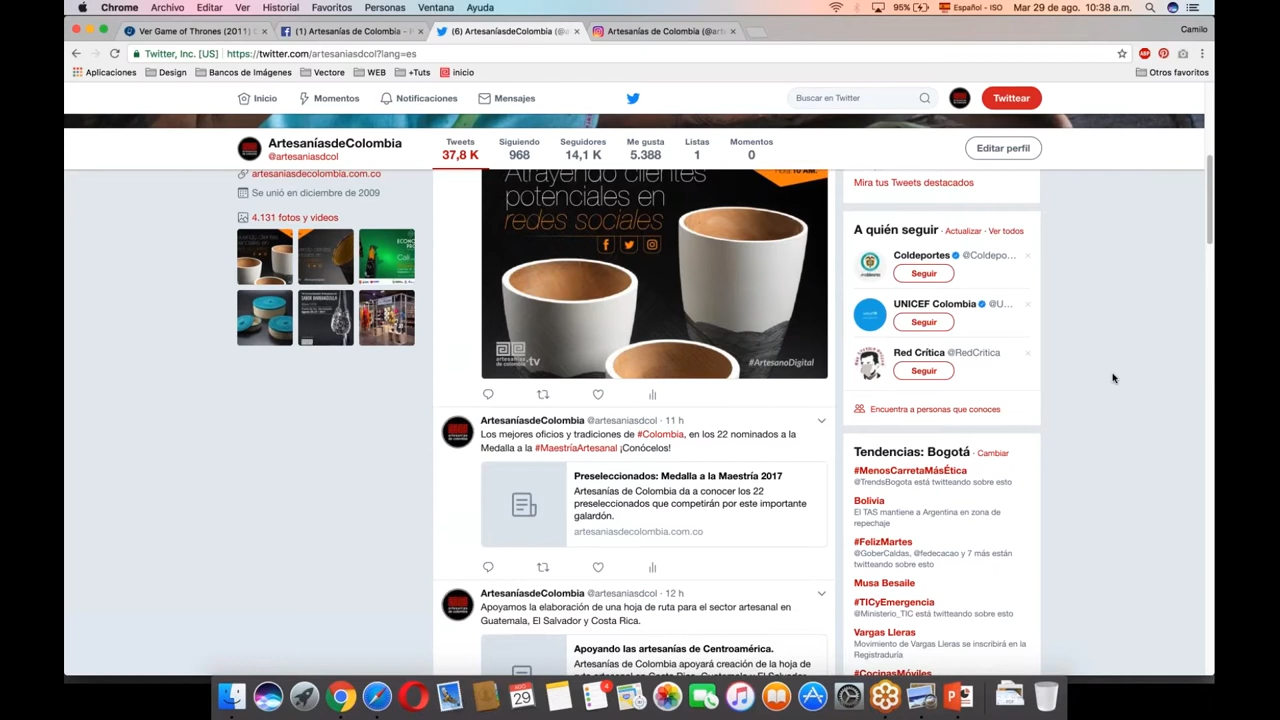 Chrome Archivo Editar Ver Historial Favoritos Personas Ventana Ayuda
95% Español - ISO Mar 29 de ago. 10:38 a.m.
Ver Game of Thrones (2011) (1) Artesanías de Colombia - (6) ArtesaníasdeColombia (@a Artesanías de Colombia (@art
Camilo
Twitter, Inc. [US] https://twitter.com/artesaniasdcol?lang=es
Aplicaciones Design Bancos de Imágenes Vectore WEB +Tuts inicio Otros favoritos
Inicio Momentos Notificaciones Mensajes Buscar en Twitter Twittear
ArtesaníasdeColombia
@artesaniasdcol
Tweets Siguiendo Seguidores Me gusta Listas Momentos
37,8 K 968 14,1 K 5.388 1 0
Editar perfil
artesaniasdecolombia.com.co
Se unió en diciembre de 2009
4.131 fotos y videos
Atrayendo clientes
potenciales en
redes sociales
artesanías
de colombia
.tv
#ArtesanoDigital
ArtesaníasdeColombia @artesaniasdcol · 11 h
Los mejores oficios y tradiciones de #Colombia, en los 22 nominados a la
Medalla a la #MaestríaArtesanal ¡Conócelos!
Preseleccionados: Medalla a la Maestría 2017
Artesanías de Colombia da a conocer los 22
preseleccionados que competirán por este importante
galardón.
artesaniasdecolombia.com.co
ArtesaníasdeColombia @artesaniasdcol · 12 h
Apoyamos la elaboración de una hoja de ruta para el sector artesanal en
Guatemala, El Salvador y Costa Rica.
Apoyando las artesanías de Centroamérica.
Artesanías de Colombia apoyará creación de la hoja de
Mira tus Tweets destacados
A quién seguir · Actualizar · Ver todos
Coldeportes @Coldepo...
Seguir
UNICEF Colombia @U...
Seguir
Red Crítica @RedCritica
Seguir
Encuentra a personas que conoces
Tendencias: Bogotá · Cambiar
#MenosCarretaMásÉtica
@TrendsBogota está twitteando sobre esto
Bolivia
El TAS mantiene a Argentina en zona de
repechaje
#FelizMartes
@GoberCaldas, @fedecacao y 7 más están
twitteando sobre esto
Musa Besaile
#TICyEmergencia
@Ministerio_TIC está twitteando sobre esto
Vargas Lleras
Movimiento de Vargas Lleras se inscribirá en la
Registraduría
#CocinasMóviles
29
4